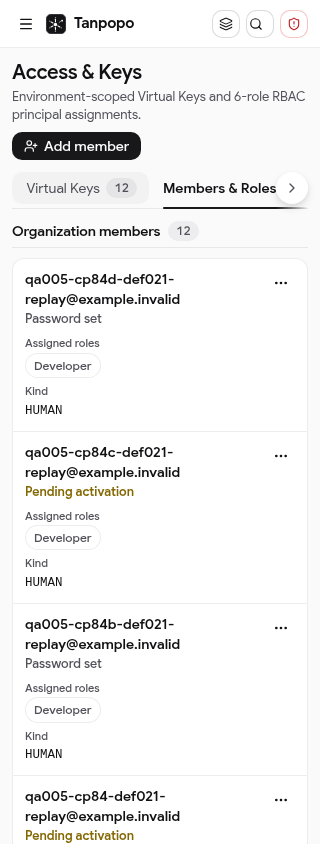 Tanpopo
Access & Keys
Environment-scoped Virtual Keys and 6-role RBAC
principal assignments.
Add member
Virtual Keys 12
Members & Roles
Organization members 12
qa005-cp84d-def021-
replay@example.invalid
Password set
Assigned roles
Developer
Kind
HUMAN
qa005-cp84c-def021-
replay@example.invalid
Pending activation
Assigned roles
Developer
Kind
HUMAN
qa005-cp84b-def021-
replay@example.invalid
Password set
Assigned roles
Developer
Kind
HUMAN
qa005-cp84-def021-
replay@example.invalid
Pending activation